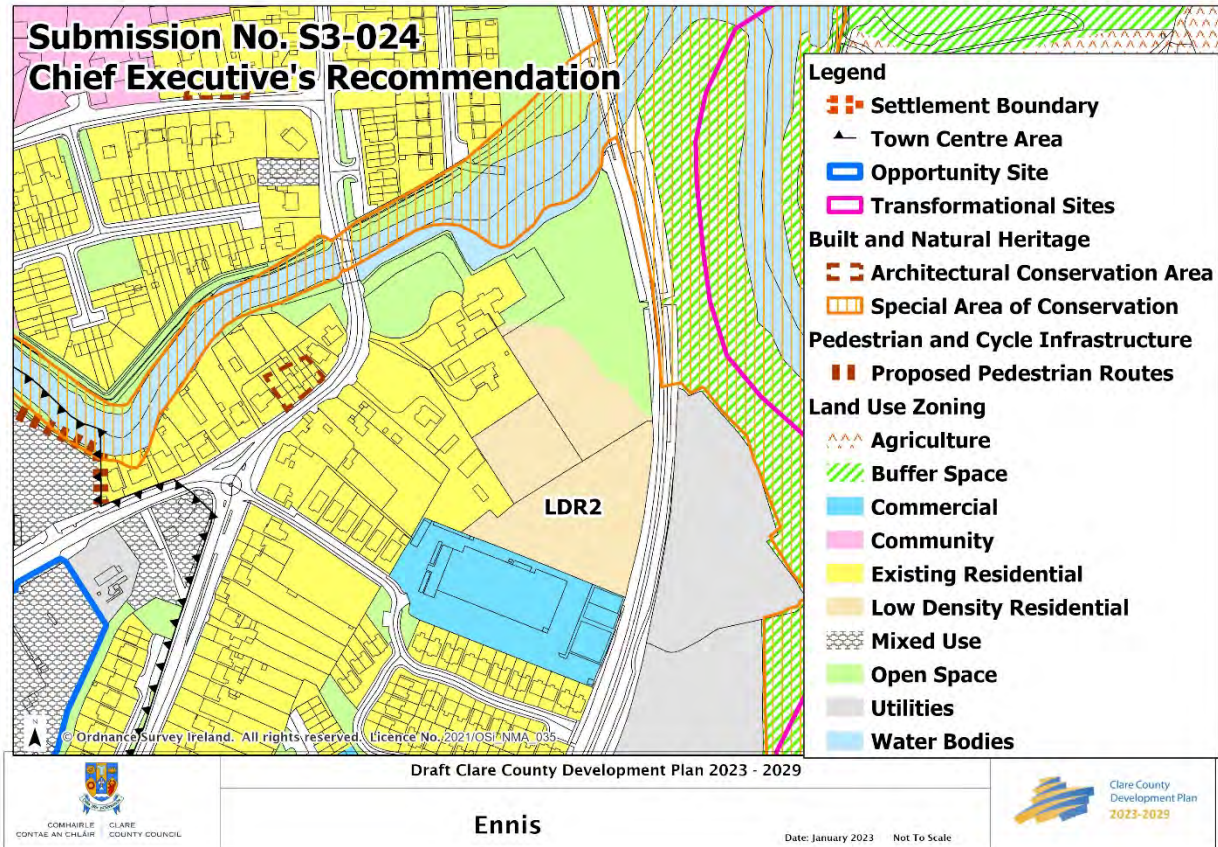 Submission No. S3-024
Chief Executive's Recommendation
LDR2
N
© Ordnance Survey Ireland. All rights reserved. Licence No. 2021/OSi_NMA_035
Legend
Settlement Boundary
Town Centre Area
Opportunity Site
Transformational Sites
Built and Natural Heritage
Architectural Conservation Area
Special Area of Conservation
Pedestrian and Cycle Infrastructure
Proposed Pedestrian Routes
Land Use Zoning
Agriculture
Buffer Space
Commercial
Community
Existing Residential
Low Density Residential
Mixed Use
Open Space
Utilities
Water Bodies
COMHAIRLE CLARE
CONTAE AN CHLÁIR COUNTY COUNCIL
Draft Clare County Development Plan 2023 - 2029
Ennis
Date: January 2023 Not To Scale
Clare County
Development Plan
2023-2029